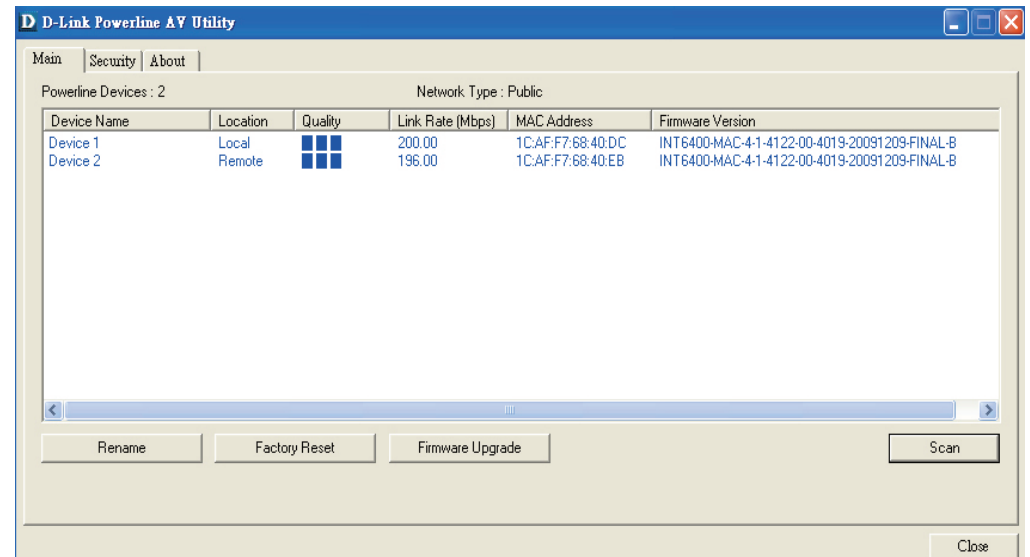 D D-Link Powerline AV Utility
Main Security About
Powerline Devices : 2 Network Type : Public
Device Name Location Quality Link Rate (Mbps) MAC Address Firmware Version
Device 1 Local 200.00 1C:AF:F7:68:40:DC INT6400-MAC-4-1-4122-00-4019-20091209-FINAL-B
Device 2 Remote 196.00 1C:AF:F7:68:40:EB INT6400-MAC-4-1-4122-00-4019-20091209-FINAL-B
Rename Factory Reset Firmware Upgrade Scan
Close